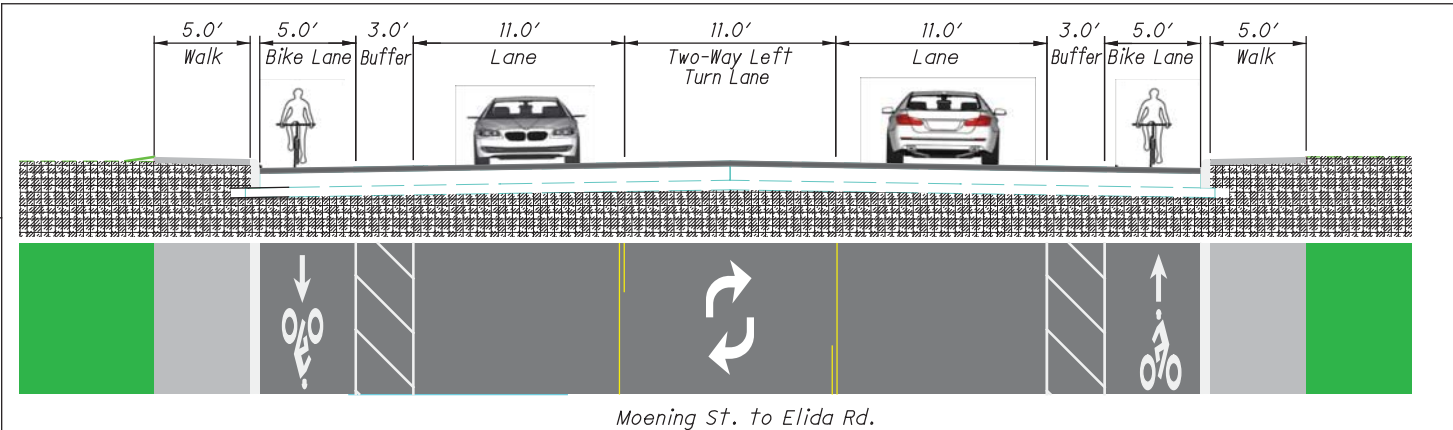 5.0' 5.0' 3.0' 11.0' 11.0' 11.0' 3.0' 5.0' 5.0'
Walk Bike Lane Buffer Lane Two-Way Left Lane Buffer Bike Lane Walk
Turn Lane
Moening St. to Elida Rd.